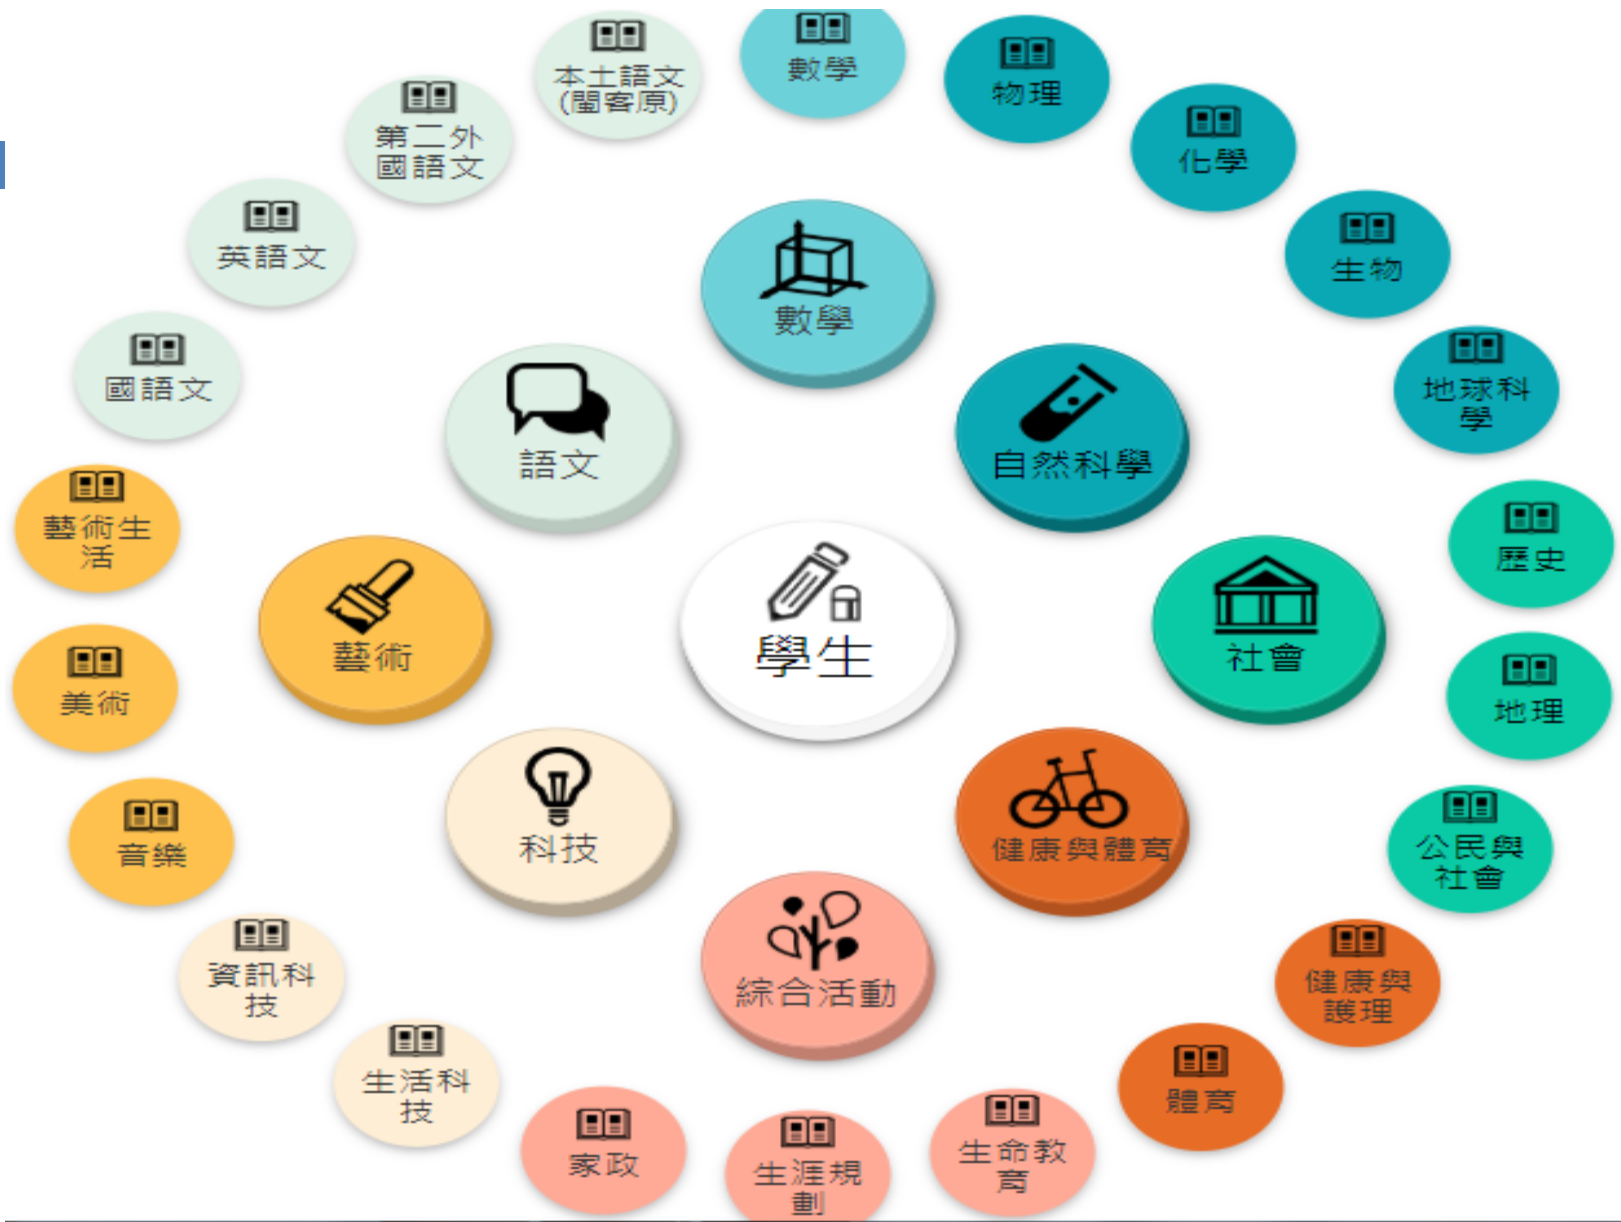 本土語文
(閩客原)
數學
物理
第二外
國語文
化學
英語文
生物
數學
國語文
地球科
學
語文
自然科學
藝術生
活
歷史
藝術
學生
社會
美術
地理
音樂
科技
健康與體育
公民與
社會
資訊科
技
綜合活動
健康與
護理
生活科
技
體育
家政
生涯規
劃
生命教
育